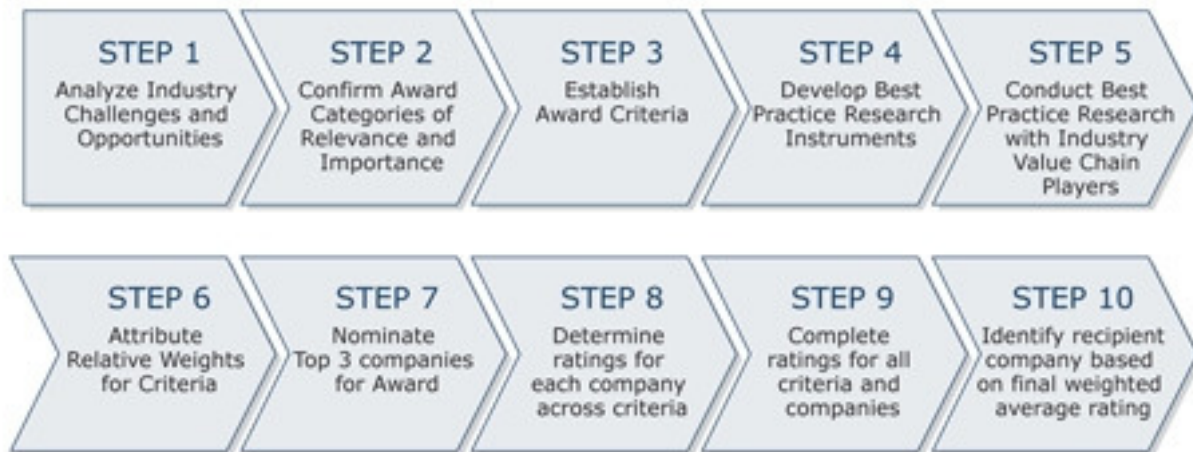 STEP 1
Analyze Industry
Challenges and
Opportunities
STEP 2
Confirm Award
Categories of
Relevance and
Importance
STEP 3
Establish
Award Criteria
STEP 4
Develop Best
Practice Research
Instruments
STEP 5
Conduct Best
Practice Research
with Industry
Value Chain
Players
STEP 6
Attribute
Relative Weights
for Criteria
STEP 7
Nominate
Top 3 companies
for Award
STEP 8
Determine
ratings for
each company
across criteria
STEP 9
Complete
ratings for all
criteria and
companies
STEP 10
Identify recipient
company based
on final weighted
average rating